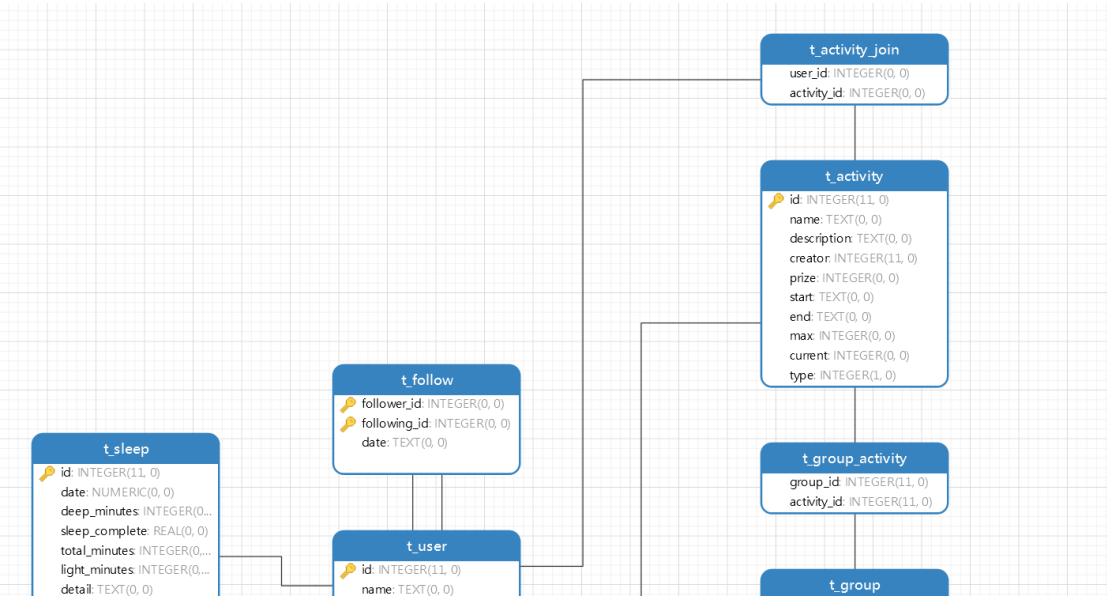 t_activity_join
user_id: INTEGER(0, 0)
activity_id: INTEGER(0, 0)
t_activity
id: INTEGER(11, 0)
name: TEXT(0, 0)
description: TEXT(0, 0)
creator: INTEGER(11, 0)
prize: INTEGER(0, 0)
start: TEXT(0, 0)
end: TEXT(0, 0)
max: INTEGER(0, 0)
current: INTEGER(0, 0)
type: INTEGER(1, 0)
t_follow
follower_id: INTEGER(0, 0)
following_id: INTEGER(0, 0)
date: TEXT(0, 0)
t_sleep
id: INTEGER(11, 0)
date: NUMERIC(0, 0)
deep_minutes: INTEGER(0...
sleep_complete: REAL(0, 0)
total_minutes: INTEGER(0,...
light_minutes: INTEGER(0,...
detail: TEXT(0, 0)
t_group_activity
group_id: INTEGER(11, 0)
activity_id: INTEGER(11, 0)
t_user
id: INTEGER(11, 0)
name: TEXT(0, 0)
t_group